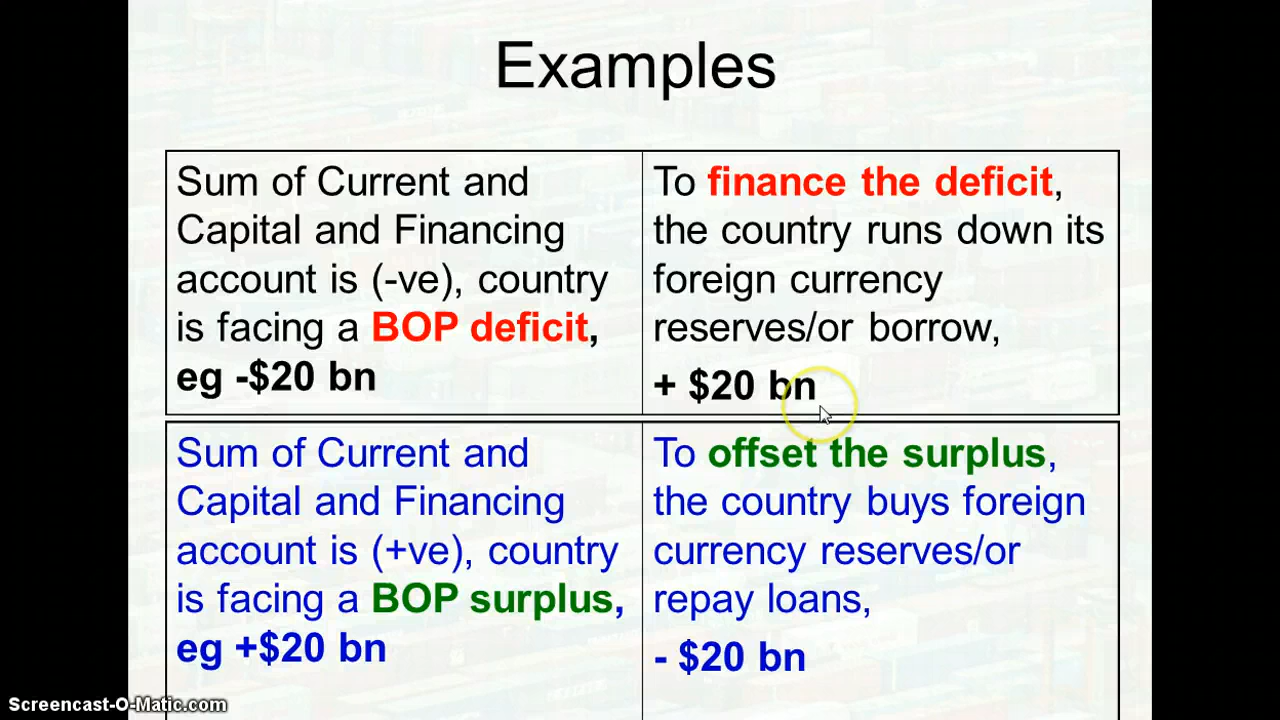 Examples
Sum of Current and
Capital and Financing
account is (-ve), country
is facing a BOP deficit,
eg -$20 bn
To finance the deficit,
the country runs down its
foreign currency
reserves/or borrow,
+ $20 bn
Sum of Current and
Capital and Financing
account is (+ve), country
is facing a BOP surplus,
eg +$20 bn
To offset the surplus,
the country buys foreign
currency reserves/or
repay loans,
- $20 bn
Screencast-O-Matic.com